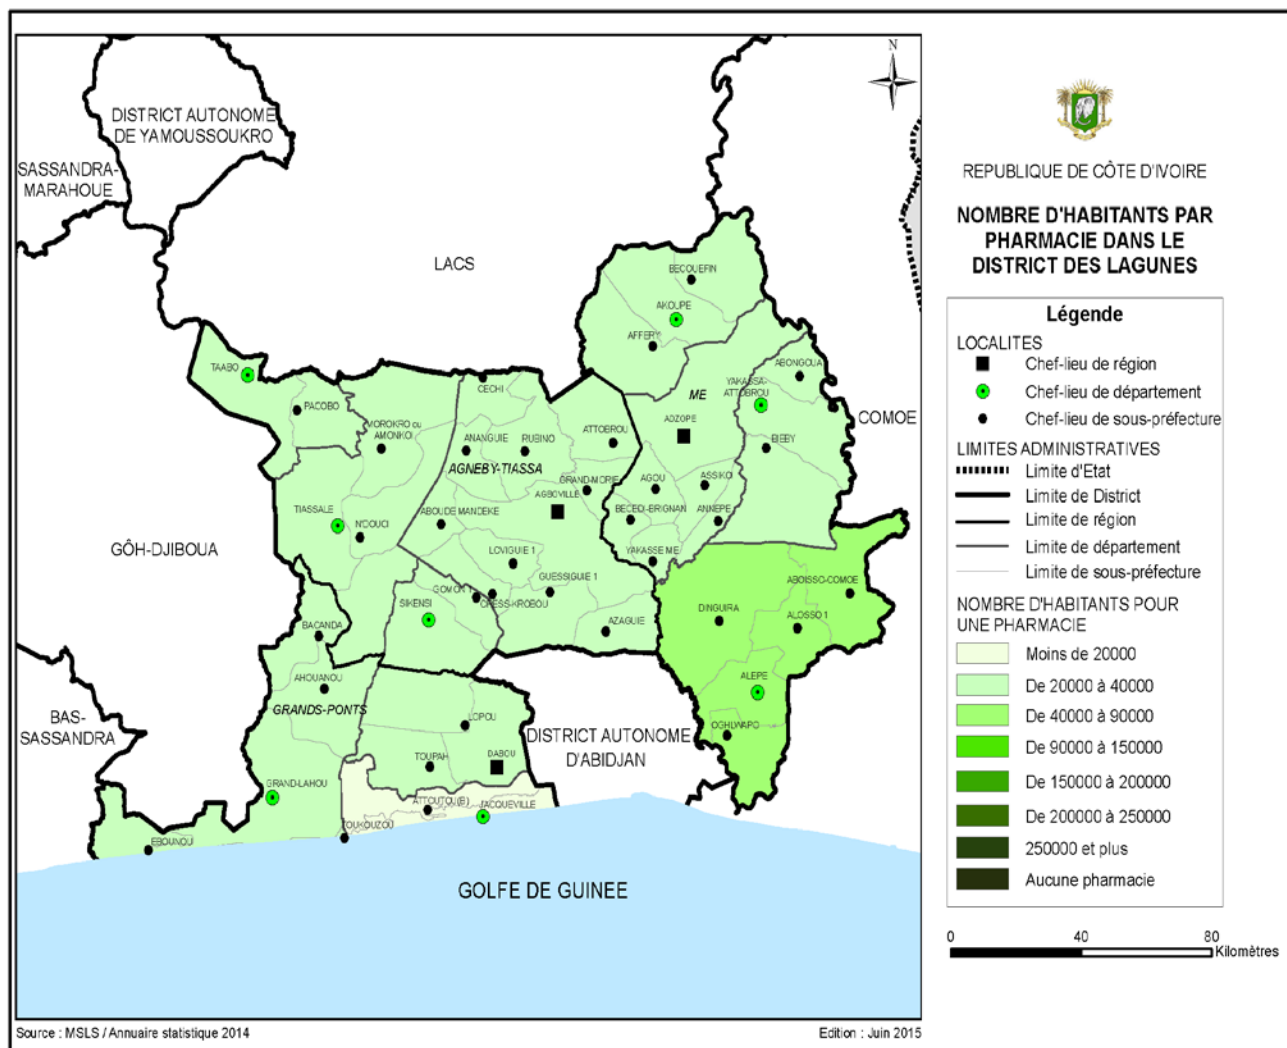 N
DISTRICT AUTONOME
DE YAMOUSSOUKRO
SASSANDRA-
MARAHOUE
LACS
BECOUEFIN
AKOUPE
AFFERY
TAABO
PACOBO
CECHI
ABONGOUA
ME
YAKASSA-
ATTOBROU
COMOE
MOROKRO ou
AMONKOI
ANANGUIE
RUBINO
ATTOBROU
ADZOPE
BIEBY
AGNEBY-TIASSA
GRAND-MORIE
AGOU
ASSIKOI
AGBOVILLE
TIASSALE
N'DOUCI
ABOUDE MANDEKE
BECEDI-BRIGNAN
ANNEPE
GÔH-DJIBOUA
LOVIGUIE 1
YAKASSE ME
GUESSIGUIE 1
ABOISSO-COMOE
GOMON 1
SIKENSI
ORESS-KROBOU
DINGUIRA
ALOSSO 1
BACANDA
AZAGUIE
AHOUANOU
ALEPE
GRANDS-PONTS
BAS-
SASSANDRA
LOPOU
DISTRICT AUTONOME
D'ABIDJAN
OGHLWAPO
TOUPAH
DABOU
GRAND-LAHOU
ATTOUTOU (B)
JACQUEVILLE
TOUKOUZOU
EBOUNOU
GOLFE DE GUINEE
Source : MSLS / Annuaire statistique 2014
Edition : Juin 2015
REPUBLIQUE DE CÔTE D'IVOIRE
NOMBRE D'HABITANTS PAR
PHARMACIE DANS LE
DISTRICT DES LAGUNES
Légende
LOCALITES
Chef-lieu de région
Chef-lieu de département
Chef-lieu de sous-préfecture
LIMITES ADMINISTRATIVES
Limite d'Etat
Limite de District
Limite de région
Limite de département
Limite de sous-préfecture
NOMBRE D'HABITANTS POUR
UNE PHARMACIE
Moins de 20000
De 20000 à 40000
De 40000 à 90000
De 90000 à 150000
De 150000 à 200000
De 200000 à 250000
250000 et plus
Aucune pharmacie
0 40 80
Kilomètres